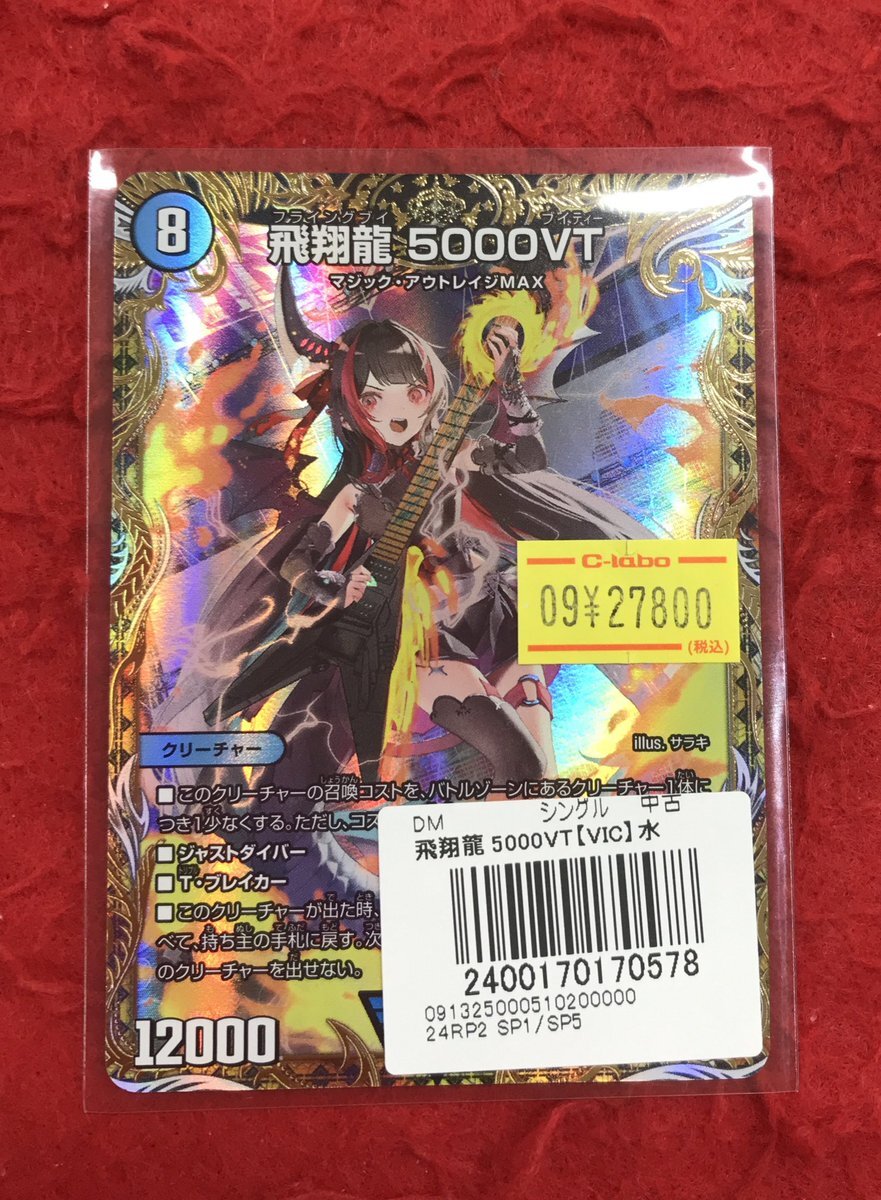 8
フライングブイ ブイティー
飛翔龍 5000VT
マジック・アウトレイジMAX
C-labo
09¥27800
(税込)
illus. サラキ
クリーチャー
■このクリーチャーの召喚コストを、バトルゾーンにあるクリーチャー1体に
つき1少なくする。ただし、コス
■ジャストダイバー
■T・ブレイカー
■このクリーチャーが出た時、
べて、持ち主の手札に戻す。次
のクリーチャーを出せない。
12000
DM シングル 中古
飛翔龍 5000VT【VIC】水
2400170170578
091325000510200000
24RP2 SP1/SP5